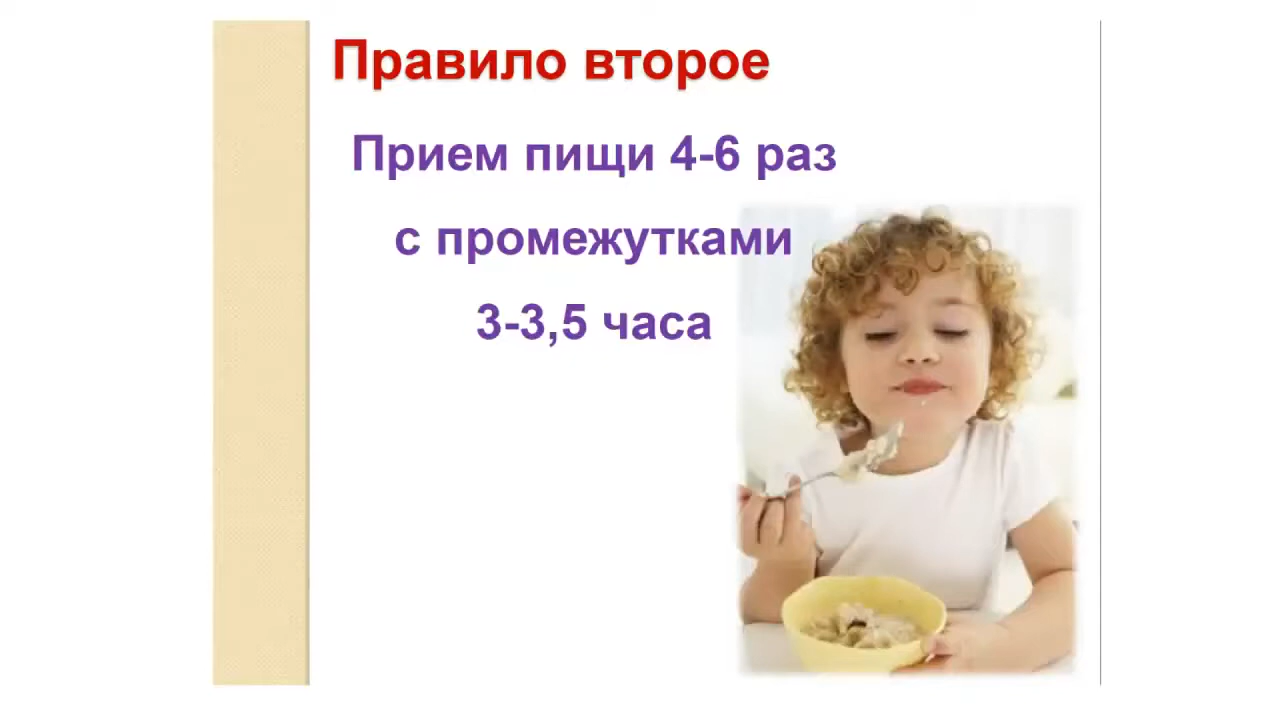 Правило второе
Прием пищи 4-6 раз
с промежутками
3-3,5 часа